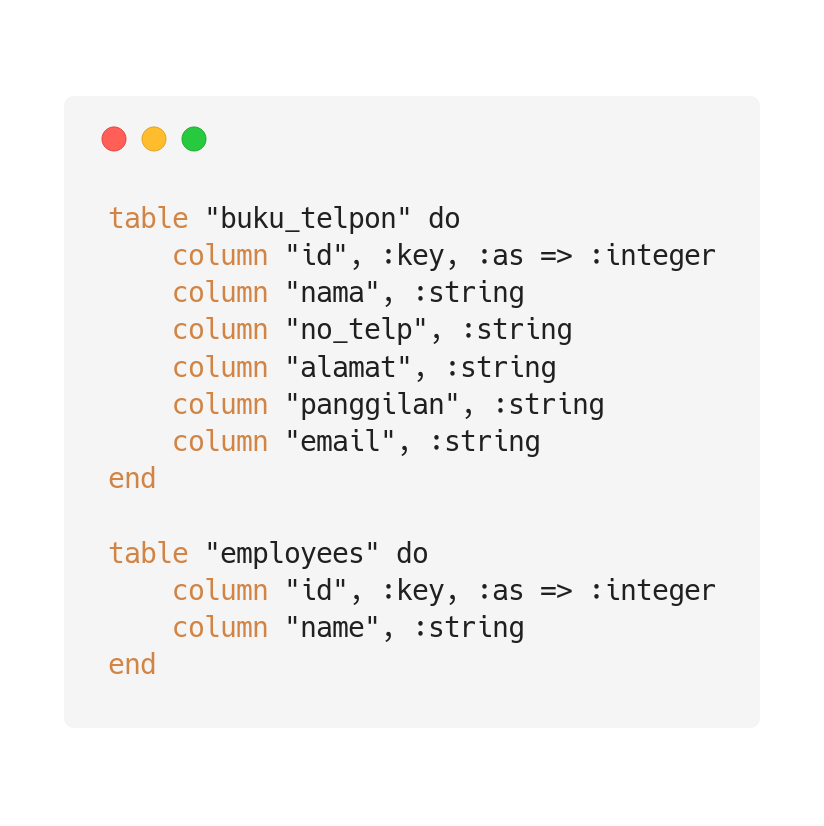 table "buku_telpon" do
    column "id", :key, :as => :integer
    column "nama", :string
    column "no_telp", :string
    column "alamat", :string
    column "panggilan", :string
    column "email", :string
end

table "employees" do
    column "id", :key, :as => :integer
    column "name", :string
end